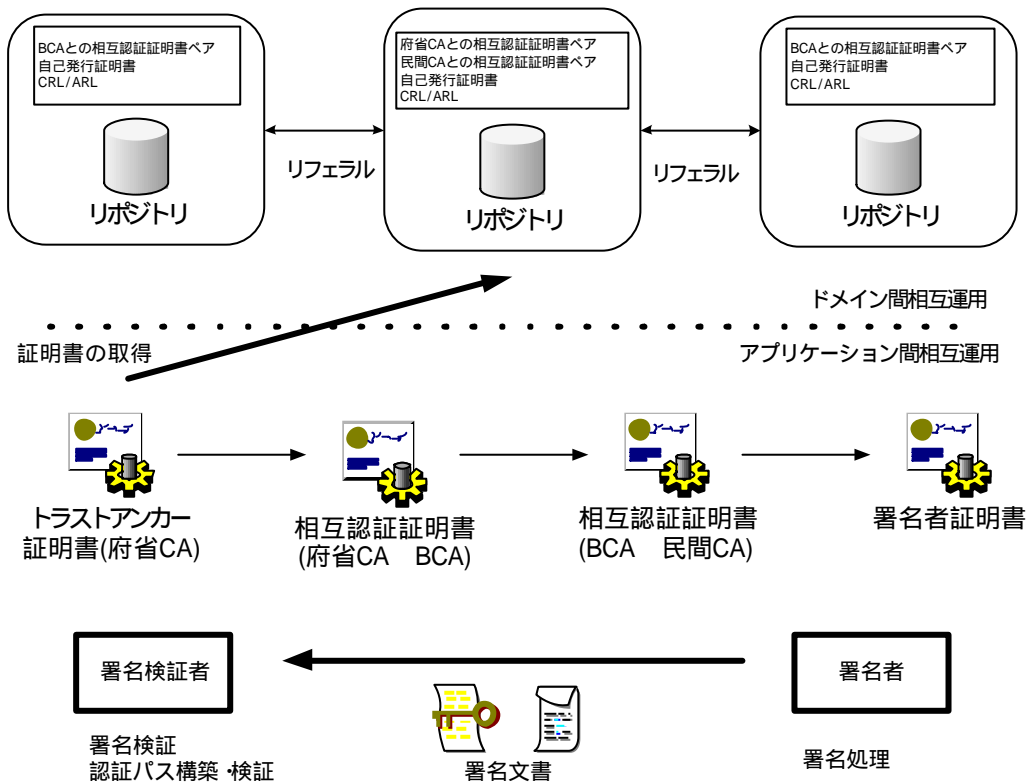 BCAとの相互認証証明書ペア
自己発行証明書
CRL/ARL
リポジトリ
リフェラル
府省CAとの相互認証証明書ペア
民間CAとの相互認証証明書ペア
自己発行証明書
CRL/ARL
リポジトリ
リフェラル
BCAとの相互認証証明書ペア
自己発行証明書
CRL/ARL
リポジトリ
ドメイン間相互運用
証明書の取得
アプリケーション間相互運用
トラストアンカー
証明書(府省CA)
相互認証証明書
(府省CA　BCA)
相互認証証明書
(BCA　民間CA)
署名者証明書
署名検証者
署名者
署名検証
認証パス構築・検証
署名文書
署名処理